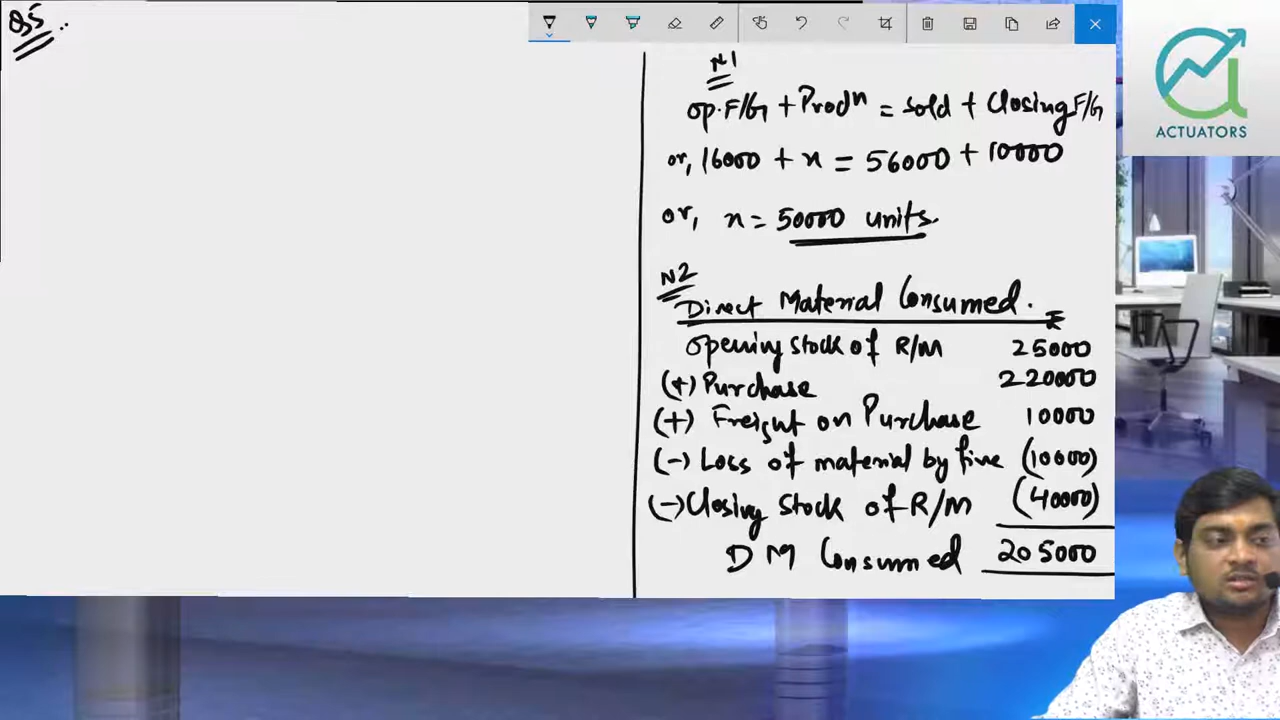 Q5..
N1
op. F/G + Prodn = Sold + Closing F/G
or, 16000 + x = 56000 + 10000
or, x = 50000 units.
N2
Direct Material Consumed.
₹
Opening stock of R/M 25000
(+) Purchase 220000
(+) Freight on Purchase 10000
(-) Loss of material by fire (10000)
(-) Closing stock of R/M (40000)
DM Consumed 205000
ACTUATORS